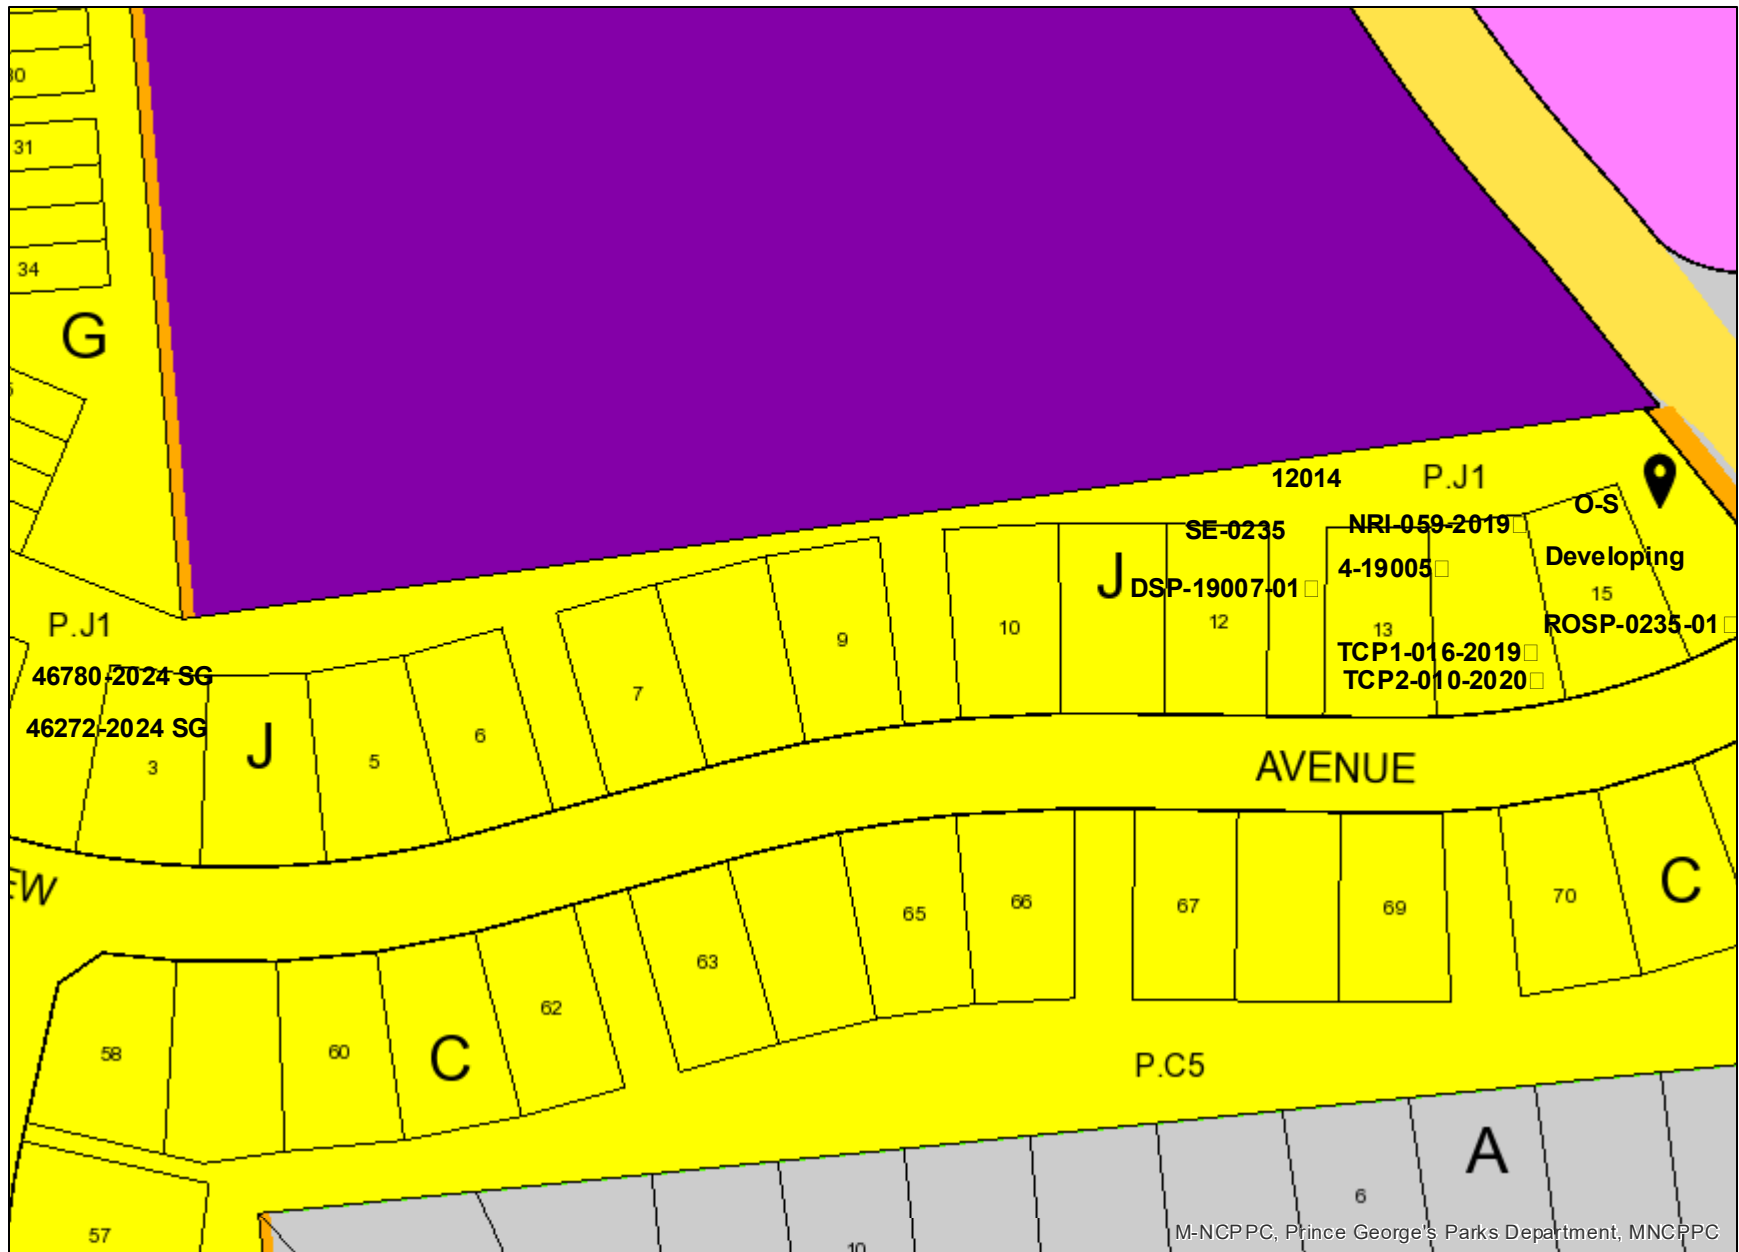 31
34
G
12014
P.J1
O-S
SE-0235
NRI-059-2019
Developing
4-19005
J
DSP-19007-01
15
P.J1
9
10
12
13
ROSP-0235-01
TCP1-016-2019
46780-2024 SG
7
TCP2-010-2020
46272-2024 SG
J
6
3
5
AVENUE
EW
C
70
67
69
66
65
63
62
58
60
C
P.C5
A
6
57
10
M-NCPPC, Prince George's Parks Department, MNCPPC